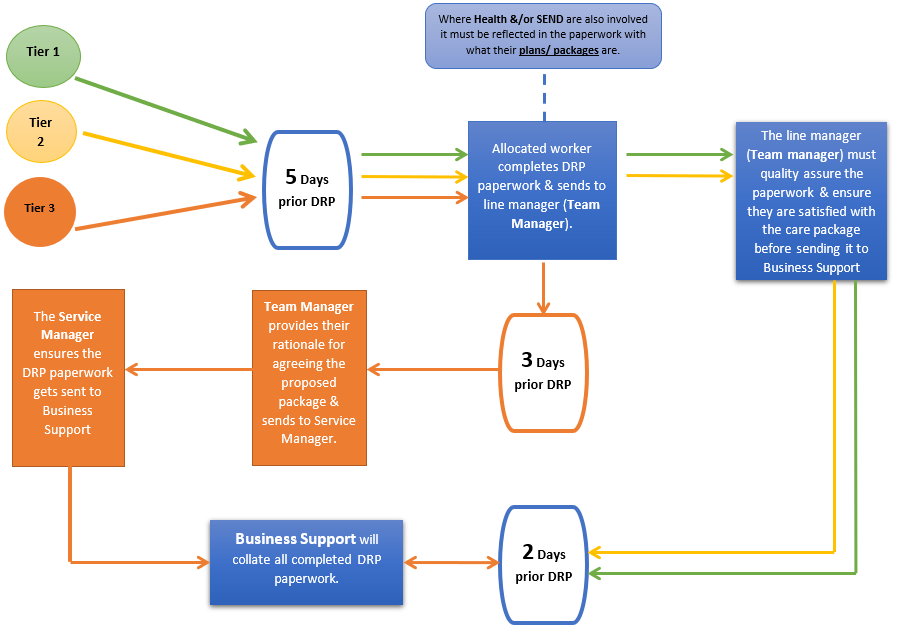 Where Health &/or SEND are also involved
it must be reflected in the paperwork with
what their plans/ packages are.
Tier 1
Tier
2
Tier 3
5 Days
prior DRP
Allocated worker
completes DRP
paperwork & sends to
line manager (Team
Manager).
The line manager
(Team manager) must
quality assure the
paperwork & ensure
they are satisfied with
the care package
before sending it to
Business Support
The Service
Manager
ensures the
DRP paperwork
gets sent to
Business
Support
Team Manager
provides their
rationale for
agreeing the
proposed
package &
sends to Service
Manager.
3 Days
prior DRP
Business Support will
collate all completed DRP
paperwork.
2 Days
prior DRP